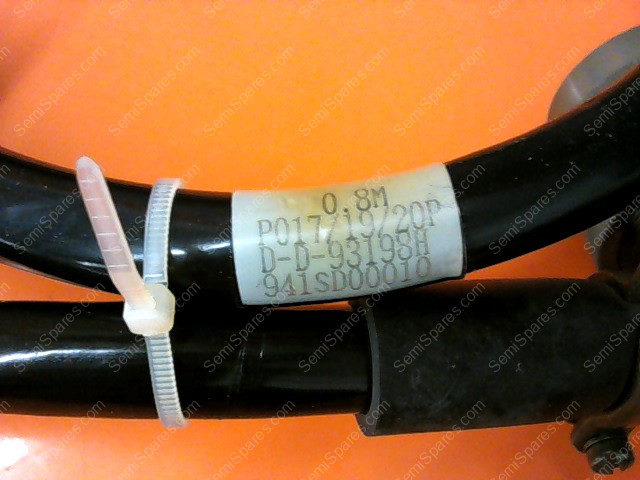 0.8M
P017,19/20P
D-D-93198H
941SD00010
SemiSpares.com